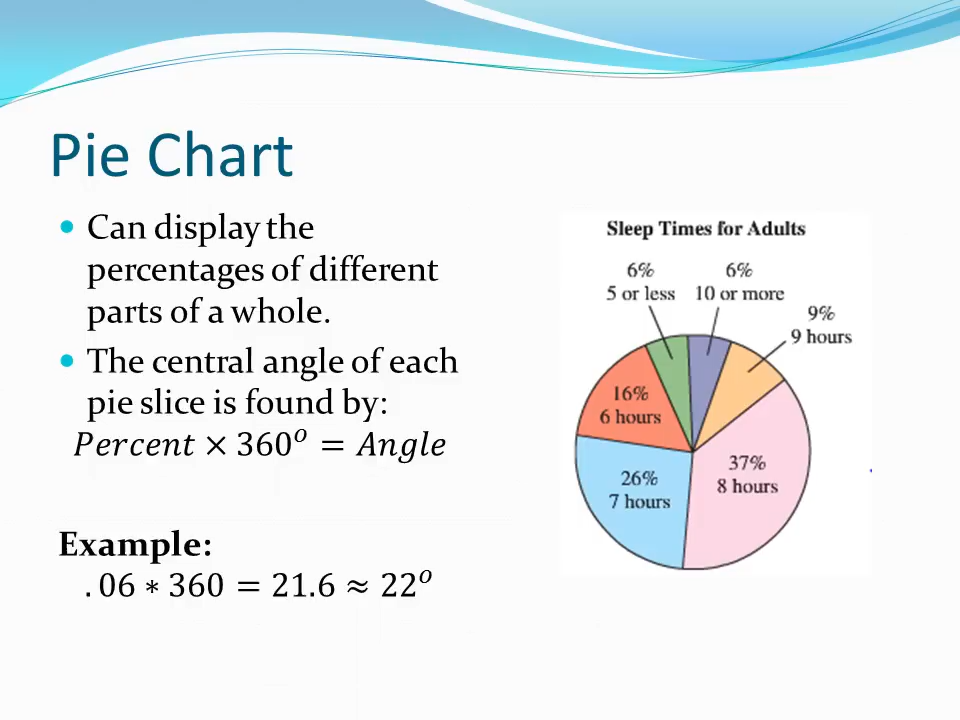 Pie Chart
Can display the
percentages of different
parts of a whole.
The central angle of each
pie slice is found by:
Percent × 360° = Angle
Example:
.06 * 360 = 21.6 ≈ 22°
Sleep Times for Adults
6%
5 or less
6%
10 or more
9%
9 hours
16%
6 hours
37%
8 hours
26%
7 hours